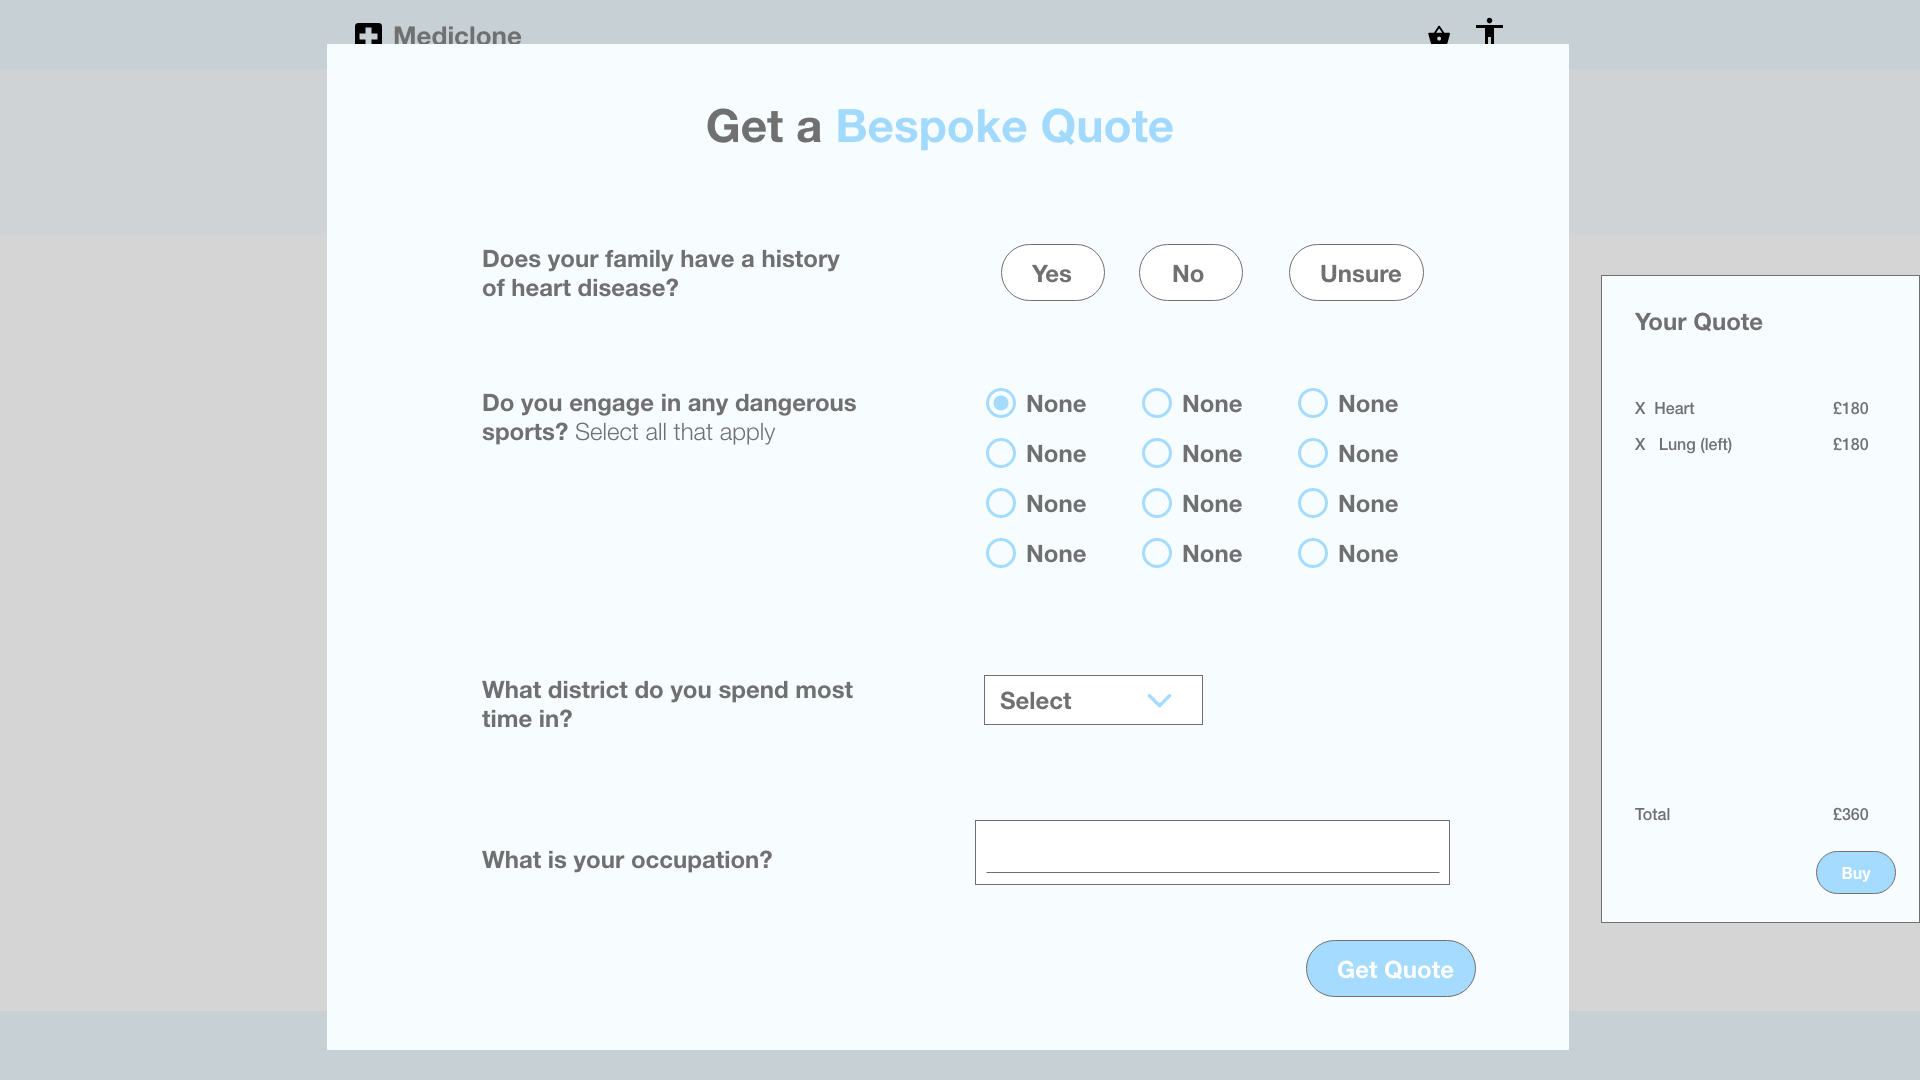 Mediclone
Get a Bespoke Quote
Does your family have a history
of heart disease?
Yes No Unsure
Do you engage in any dangerous
sports? Select all that apply
None None None
None None None
None None None
None None None
What district do you spend most
time in?
Select
What is your occupation?
Get Quote
Your Quote
X Heart £180
X Lung (left) £180
Total £360
Buy